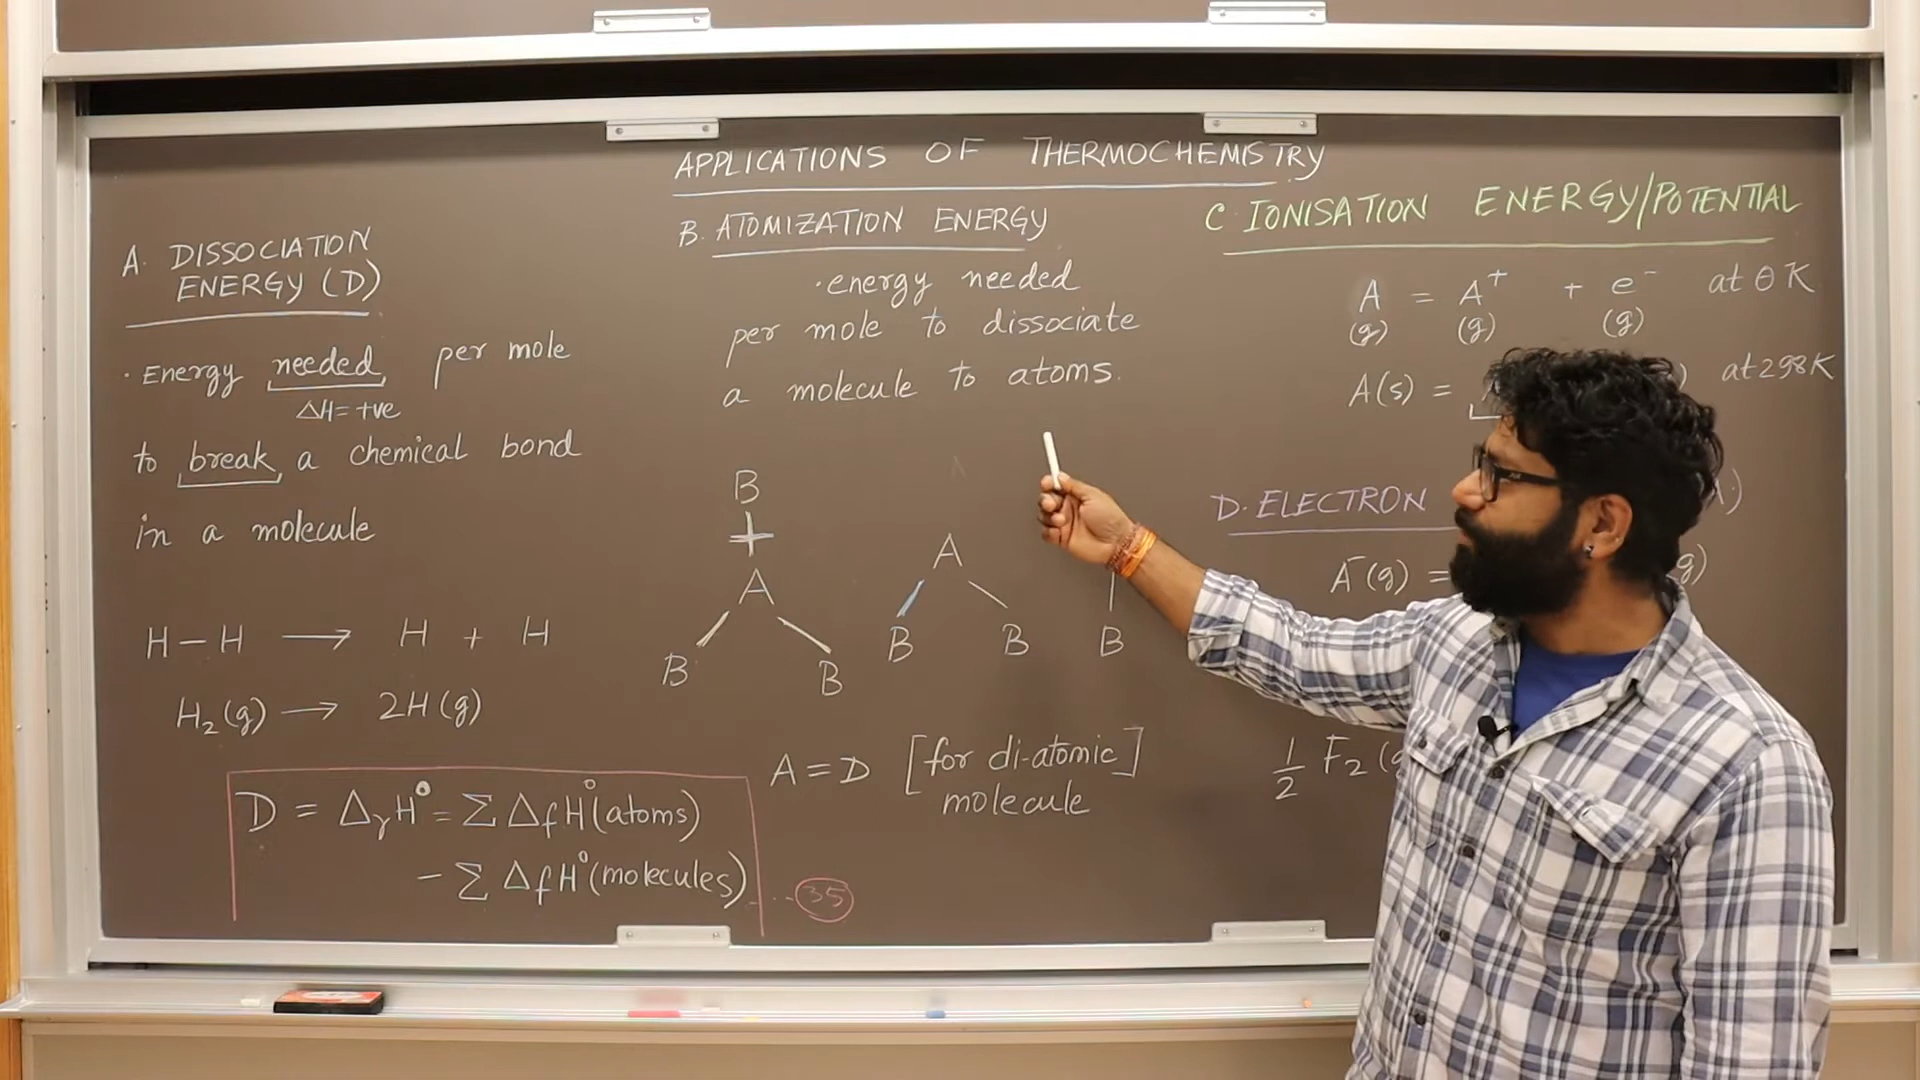 APPLICATIONS OF THERMOCHEMISTRY
A. DISSOCIATION
ENERGY (D)
· Energy needed per mole
ΔH=+ve
to break a chemical bond
in a molecule
H-H → H + H
H₂(g) → 2H(g)
D = ΔᵣH° = Σ ΔfH°(atoms)
- Σ ΔfH°(molecules) ... 35
B. ATOMIZATION ENERGY
· energy needed
per mole to dissociate
a molecule to atoms.
B
A
B B
A
B B
B
A = D [for di-atomic]
molecule
C. IONISATION ENERGY/POTENTIAL
A = A⁺ + e⁻ at 0 K
(g) (g) (g)
A(s) = ) at 298K
D. ELECTRON .)
A⁻(g) = g)
1/2 F₂ (g